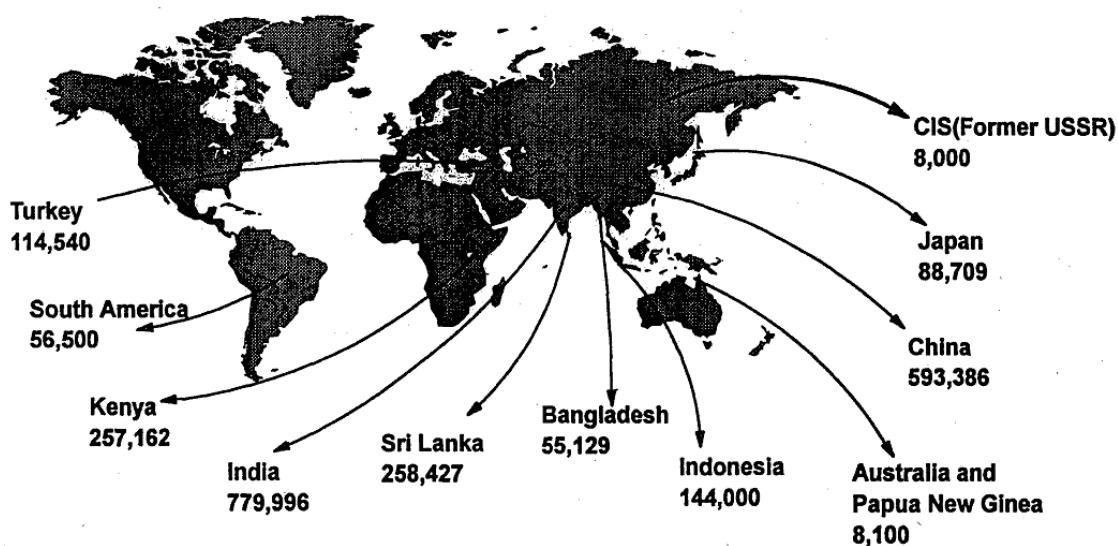 CIS(Former USSR)
8,000
Turkey
114,540
Japan
88,709
South America
56,500
China
593,386
Kenya
257,162
Bangladesh
55,129
Sri Lanka
258,427
India
779,996
Indonesia
144,000
Australia and
Papua New Ginea
8,100